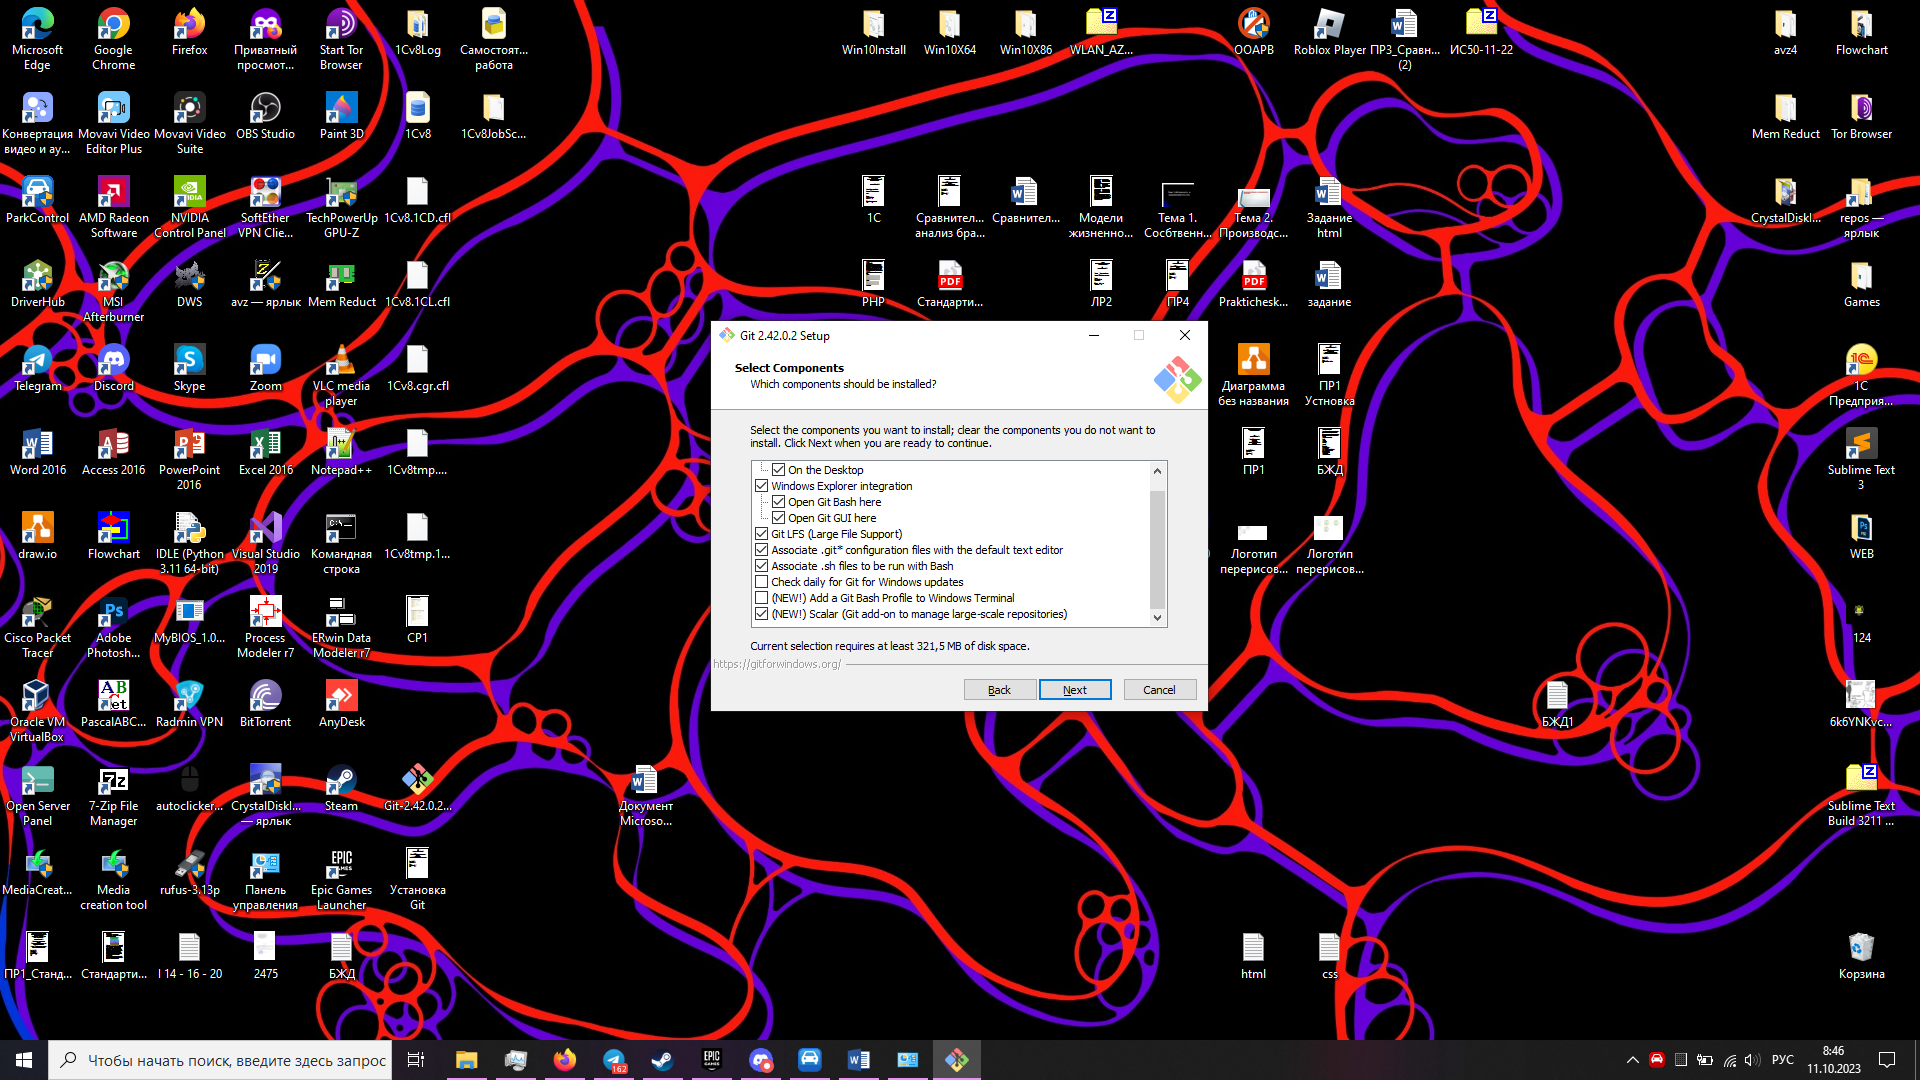 Microsoft Edge
Google Chrome
Firefox
Приватный просмот...
Start Tor Browser
1Cv8Log
Самостоят... работа
Win10Install
Win10X64
Win10X86
WLAN_AZ...
OOAPB
Roblox Player
ПР3_Сравн... (2)
ИС50-11-22
avz4
Flowchart
Конвертация видео и ау...
Movavi Video Editor Plus
Movavi Video Suite
OBS Studio
Paint 3D
1Cv8
1Cv8JobSc...
Mem Reduct
Tor Browser
ParkControl
AMD Radeon Software
NVIDIA Control Panel
SoftEther VPN Clie...
TechPowerUp GPU-Z
1Cv8.1CD.cfl
1C
Сравнител... анализ бра...
Сравнител...
Модели жизненно...
Тема 1. Сосбтвенн...
Тема 2. Производс...
Задание html
CrystalDiskI...
repos — ярлык
DriverHub
MSI Afterburner
DWS
avz — ярлык
Mem Reduct
1Cv8.1CL.cfl
PHP
Стандарти...
ЛР2
ПР4
Praktichesk...
задание
Games
Telegram
Discord
Skype
Zoom
VLC media player
1Cv8.cgr.cfl
Диаграмма без названия
ПР1 Устновка
1С Предприя...
Word 2016
Access 2016
PowerPoint 2016
Excel 2016
Notepad++
1Cv8tmp....
ПР1
БЖД
Sublime Text 3
draw.io
Flowchart
IDLE (Python 3.11 64-bit)
Visual Studio 2019
Командная строка
1Cv8tmp.1...
Логотип перерисов...
Логотип перерисов...
WEB
Cisco Packet Tracer
Adobe Photosh...
MyBIOS_1.0...
Process Modeler r7
ERwin Data Modeler r7
СР1
124
Oracle VM VirtualBox
PascalABC...
Radmin VPN
BitTorrent
AnyDesk
БЖД1
6k6YNKvc...
Open Server Panel
7-Zip File Manager
autoclicker...
CrystalDiskI... — ярлык
Steam
Git-2.42.0.2...
Документ Microso...
Sublime Text Build 3211 ...
MediaCreat...
Media creation tool
rufus-3.13p
Панель управления
Epic Games Launcher
Установка Git
ПР1_Станд...
Стандарти...
I 14 - 16 - 20
2475
БЖД
html
css
Корзина
Git 2.42.0.2 Setup
Select Components
Which components should be installed?
Select the components you want to install; clear the components you do not want to
install. Click Next when you are ready to continue.
On the Desktop
Windows Explorer integration
Open Git Bash here
Open Git GUI here
Git LFS (Large File Support)
Associate .git* configuration files with the default text editor
Associate .sh files to be run with Bash
Check daily for Git for Windows updates
(NEW!) Add a Git Bash Profile to Windows Terminal
(NEW!) Scalar (Git add-on to manage large-scale repositories)
Current selection requires at least 321,5 MB of disk space.
https://gitforwindows.org/
Back
Next
Cancel
Чтобы начать поиск, введите здесь запрос
162
РУС
8:46
11.10.2023